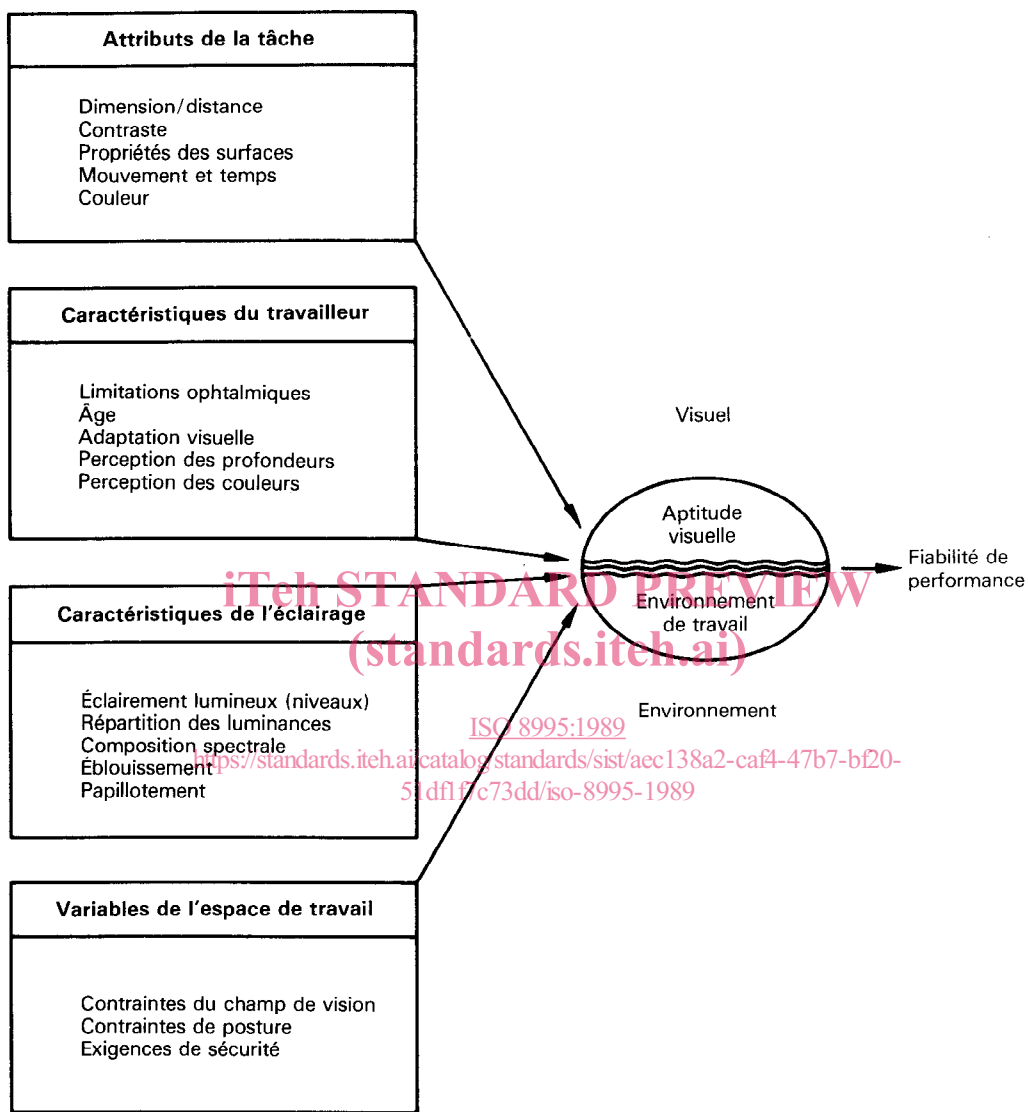 Attributs de la tâche
Dimension/distance
Contraste
Propriétés des surfaces
Mouvement et temps
Couleur
Caractéristiques du travailleur
Limitations ophtalmiques
Âge
Adaptation visuelle
Perception des profondeurs
Perception des couleurs
Caractéristiques de l'éclairage
Éclairement lumineux (niveaux)
Répartition des luminances
Composition spectrale
Éblouissement
Papillotement
Variables de l'espace de travail
Contraintes du champ de vision
Contraintes de posture
Exigences de sécurité
Visuel
Aptitude
visuelle
Environnement
de travail
Environnement
Fiabilité de
performance
iTeh STANDARD PREVIEW
(standards.iteh.ai)
ISO 8995:1989
https://standards.iteh.ai/catalog/standards/sist/aec138a2-caf4-47b7-bf20-
51df1f7c73dd/iso-8995-1989